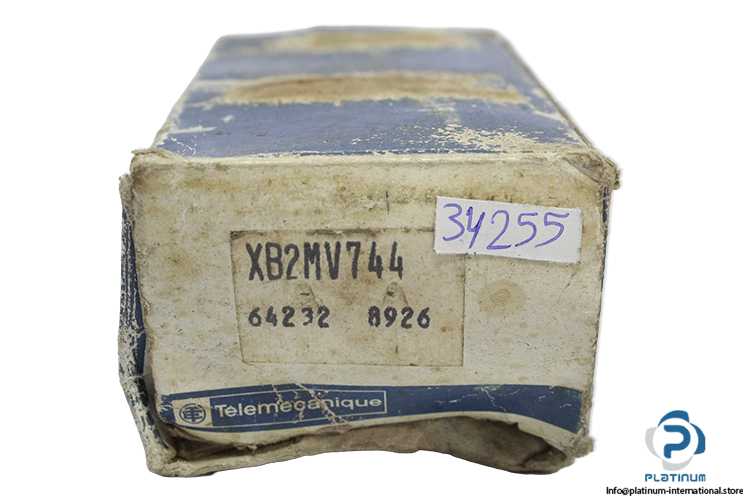 34255
XB2MV744
64232 8926
Telemecanique
PLATINUM
Info@platinum-international.store